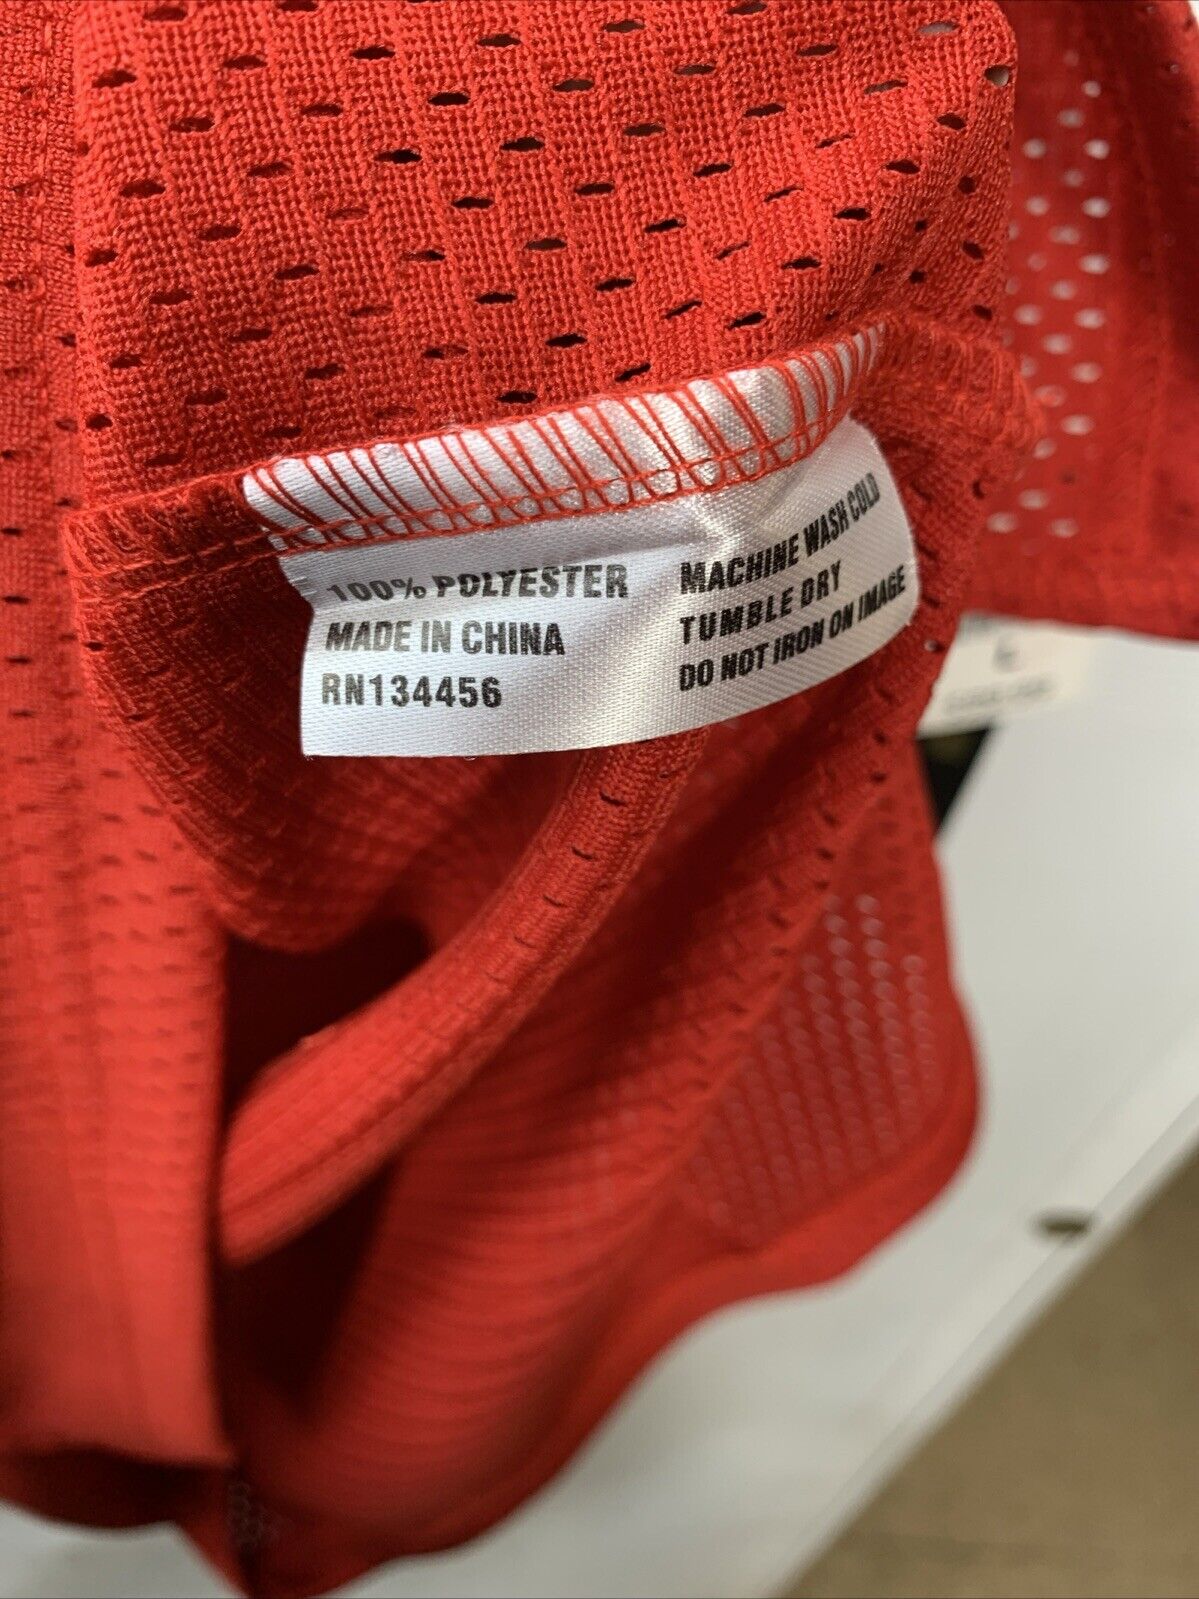 100% POLYESTER
MADE IN CHINA
RN134456
MACHINE WASH COLD
TUMBLE DRY
DO NOT IRON ON IMAGE
L